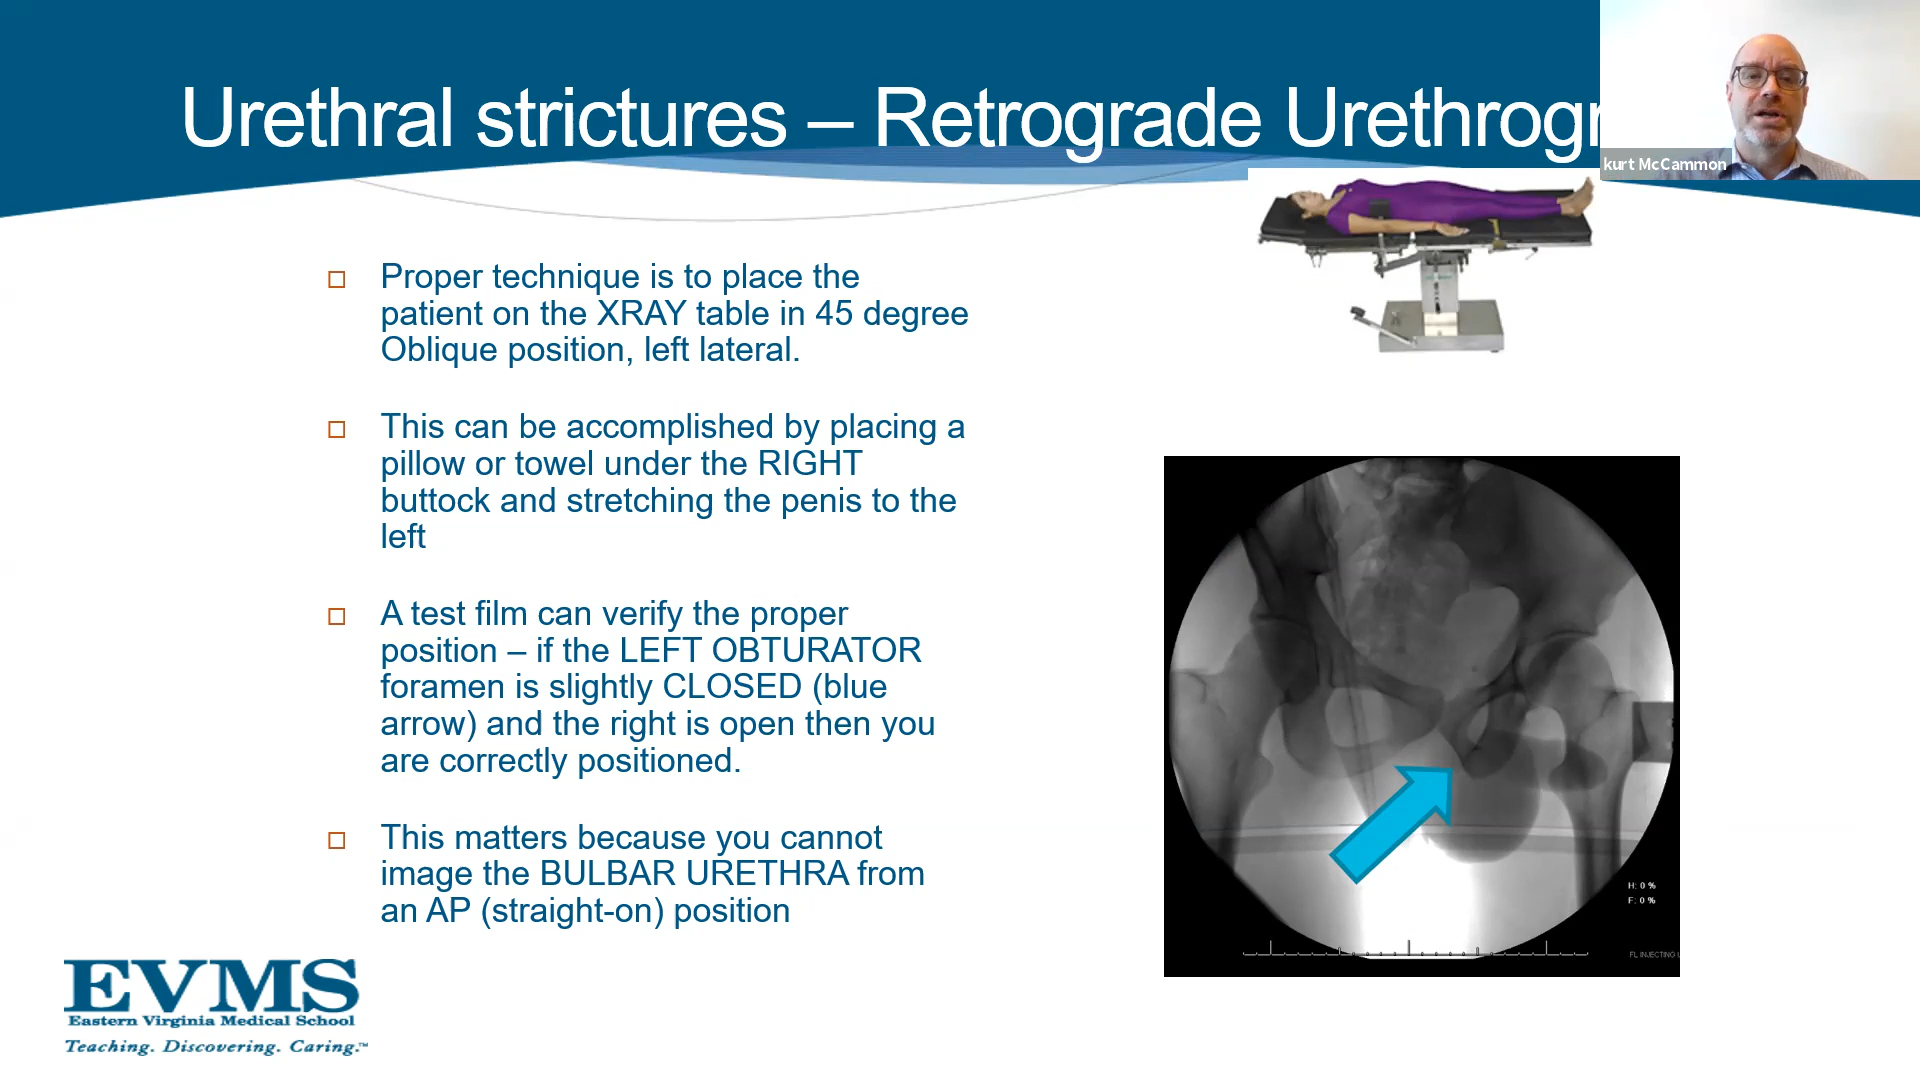 Urethral strictures – Retrograde Urethrogr
kurt McCammon
Proper technique is to place the
patient on the XRAY table in 45 degree
Oblique position, left lateral.
This can be accomplished by placing a
pillow or towel under the RIGHT
buttock and stretching the penis to the
left
A test film can verify the proper
position – if the LEFT OBTURATOR
foramen is slightly CLOSED (blue
arrow) and the right is open then you
are correctly positioned.
This matters because you cannot
image the BULBAR URETHRA from
an AP (straight-on) position
H: 0 %
F: 0 %
FL INJECTING
EVMS
Eastern Virginia Medical School
Teaching. Discovering. Caring.™